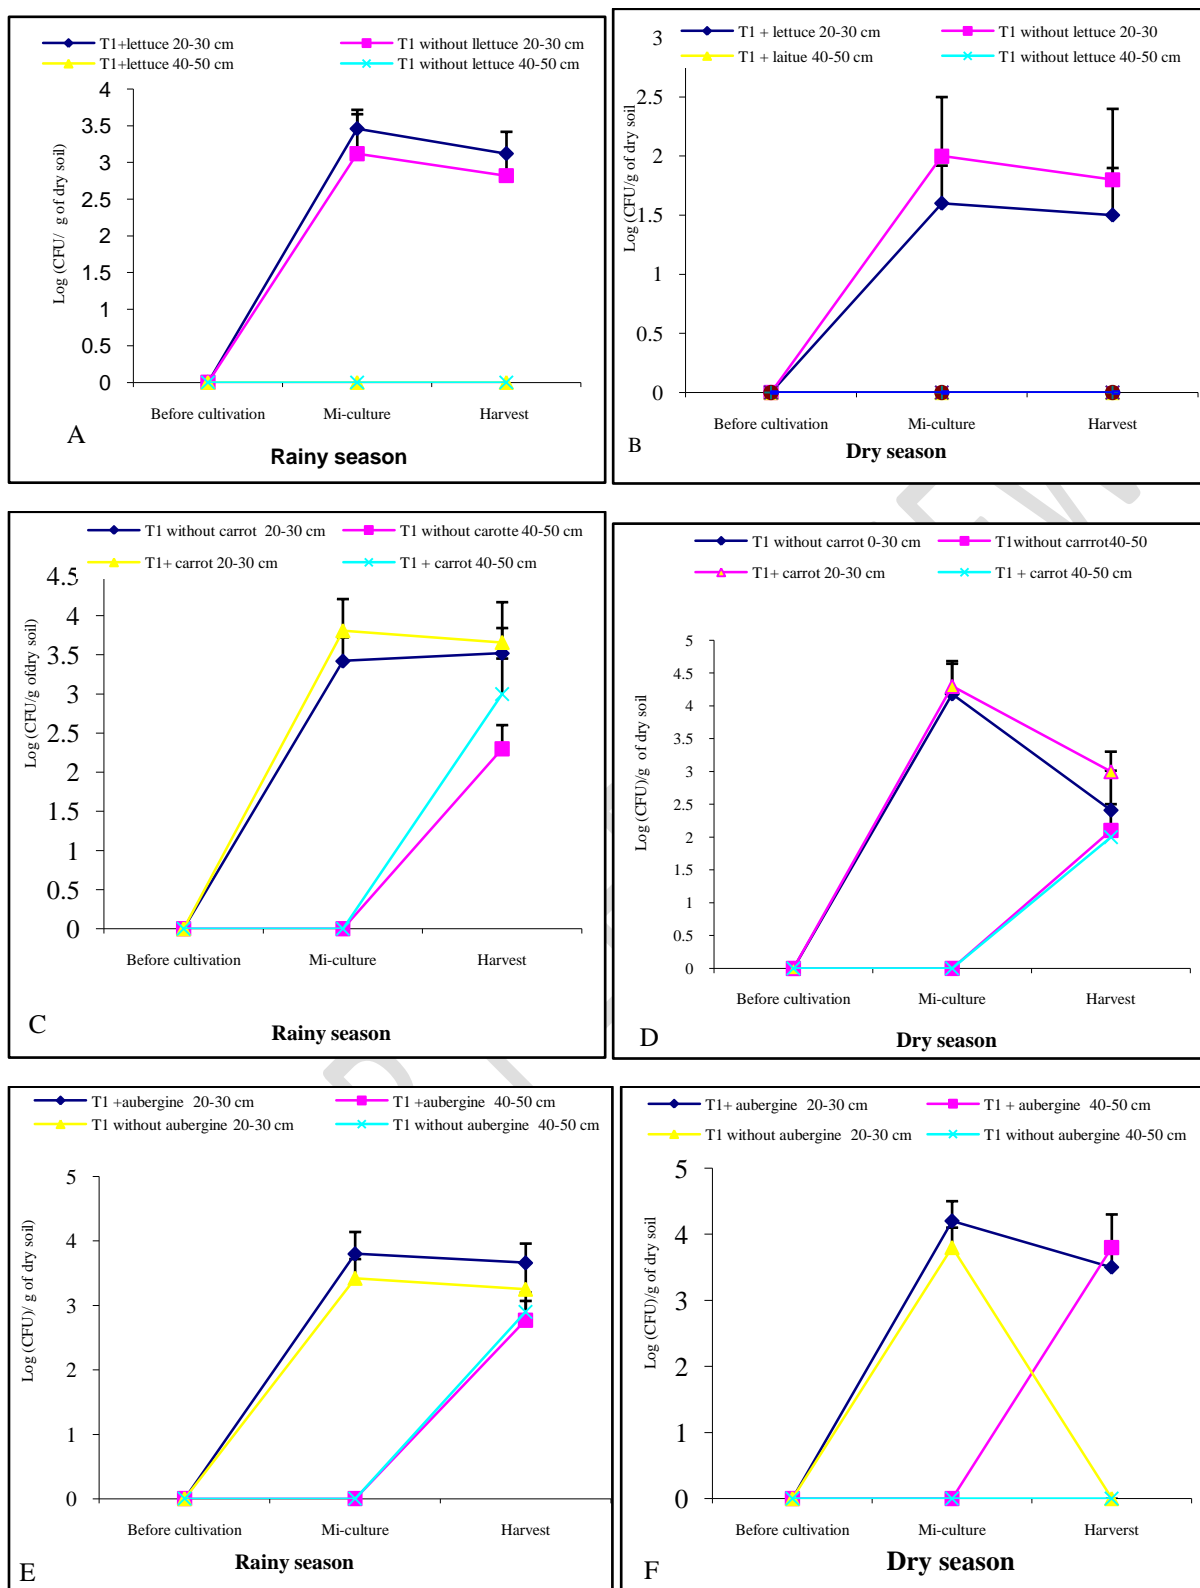 T1+lettuce 20-30 cm
T1 without llettuce 20-30 cm
T1+lettuce 40-50 cm
T1 without lettuce 40-50 cm
Log (CFU/ g of dry soil)
4
3.5
3
2.5
2
1.5
1
0.5
0
Before cultivation
Mi-culture
Harvest
A
Rainy season
T1 + lettuce 20-30 cm
T1 without lettuce 20-30
T1 + laitue 40-50 cm
T1 without lettuce 40-50 cm
Log (CFU/g of dry soil
3
2.5
2
1.5
1
0.5
0
Before cultivation
Mi-culture
Harvest
B
Dry season
T1 without carrot 20-30 cm
T1 without carotte 40-50 cm
T1+ carrot 20-30 cm
T1 + carrot 40-50 cm
Log (CFU/g ofdry soil)
4.5
4
3.5
3
2.5
2
1.5
1
0.5
0
Before cultivation
Mi-culture
Harvest
C
Rainy season
T1 without carrot 0-30 cm
T1without carrrot40-50
T1+ carrot 20-30 cm
T1 + carrot 40-50 cm
Log (CFU)/g of dry soil
5
4.5
4
3.5
3
2.5
2
1.5
1
0.5
0
Before cultivation
Mi-culture
Harvest
D
Dry season
T1 +aubergine 20-30 cm
T1 +aubergine 40-50 cm
T1 without aubergine 20-30 cm
T1 without aubergine 40-50 cm
Log (CFU)/ g of dry soil)
5
4
3
2
1
0
Before cultivation
Mi-culture
Harvest
E
Rainy season
T1+ aubergine 20-30 cm
T1 + aubergine 40-50 cm
T1 without aubergine 20-30 cm
T1 without aubergine 40-50 cm
Log (CFU)/g of dry soil
5
4
3
2
1
0
Before cultivation
Mi-culture
Harverst
F
Dry season